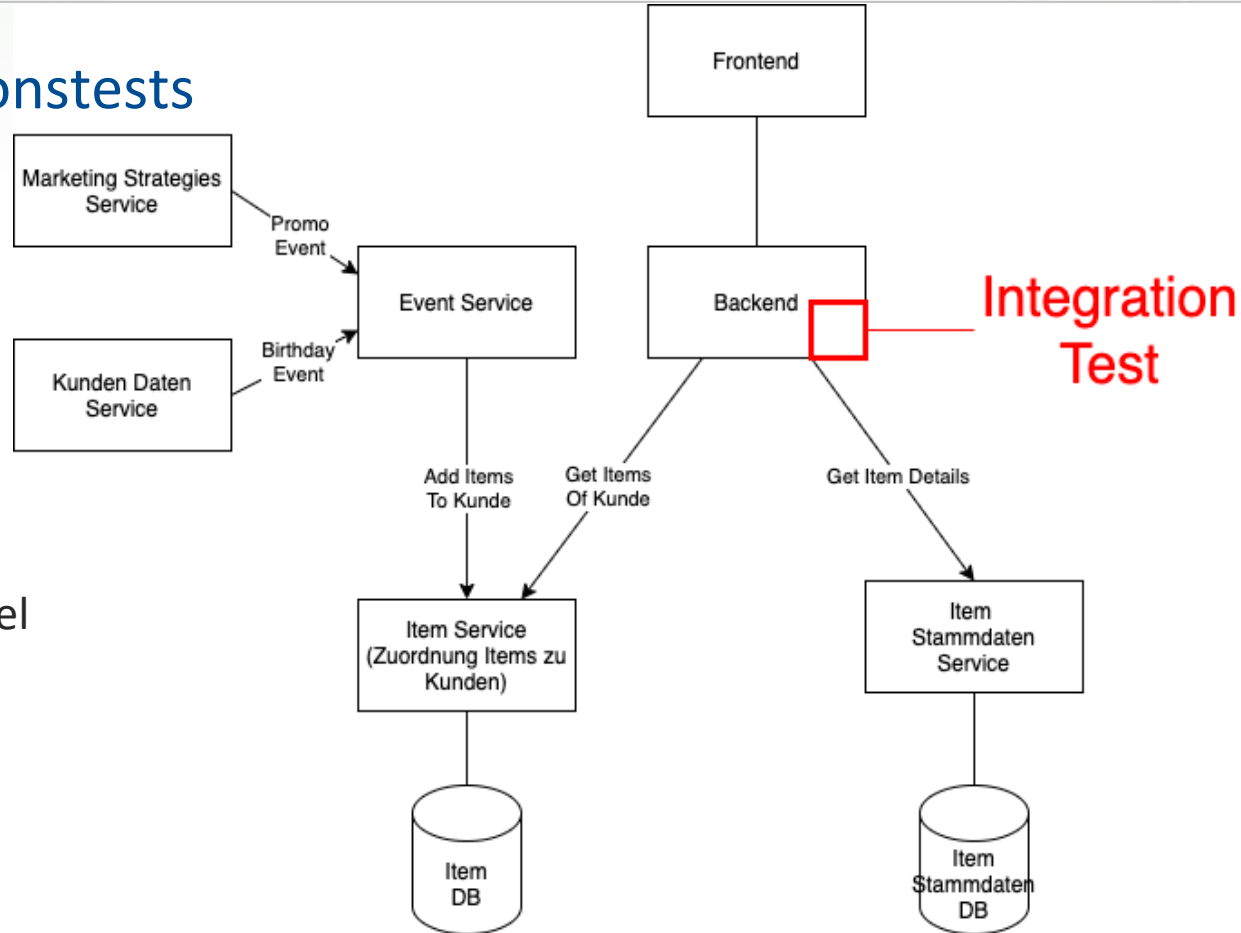 onstests
Frontend
Marketing Strategies
Service
Promo
Event
Event Service
Backend
Integration
Test
Birthday
Event
Kunden Daten
Service
Add Items
To Kunde
Get Items
Of Kunde
Get Item Details
el
Item Service
(Zuordnung Items zu
Kunden)
Item
Stammdaten
Service
Item
DB
Item
Stammdaten
DB